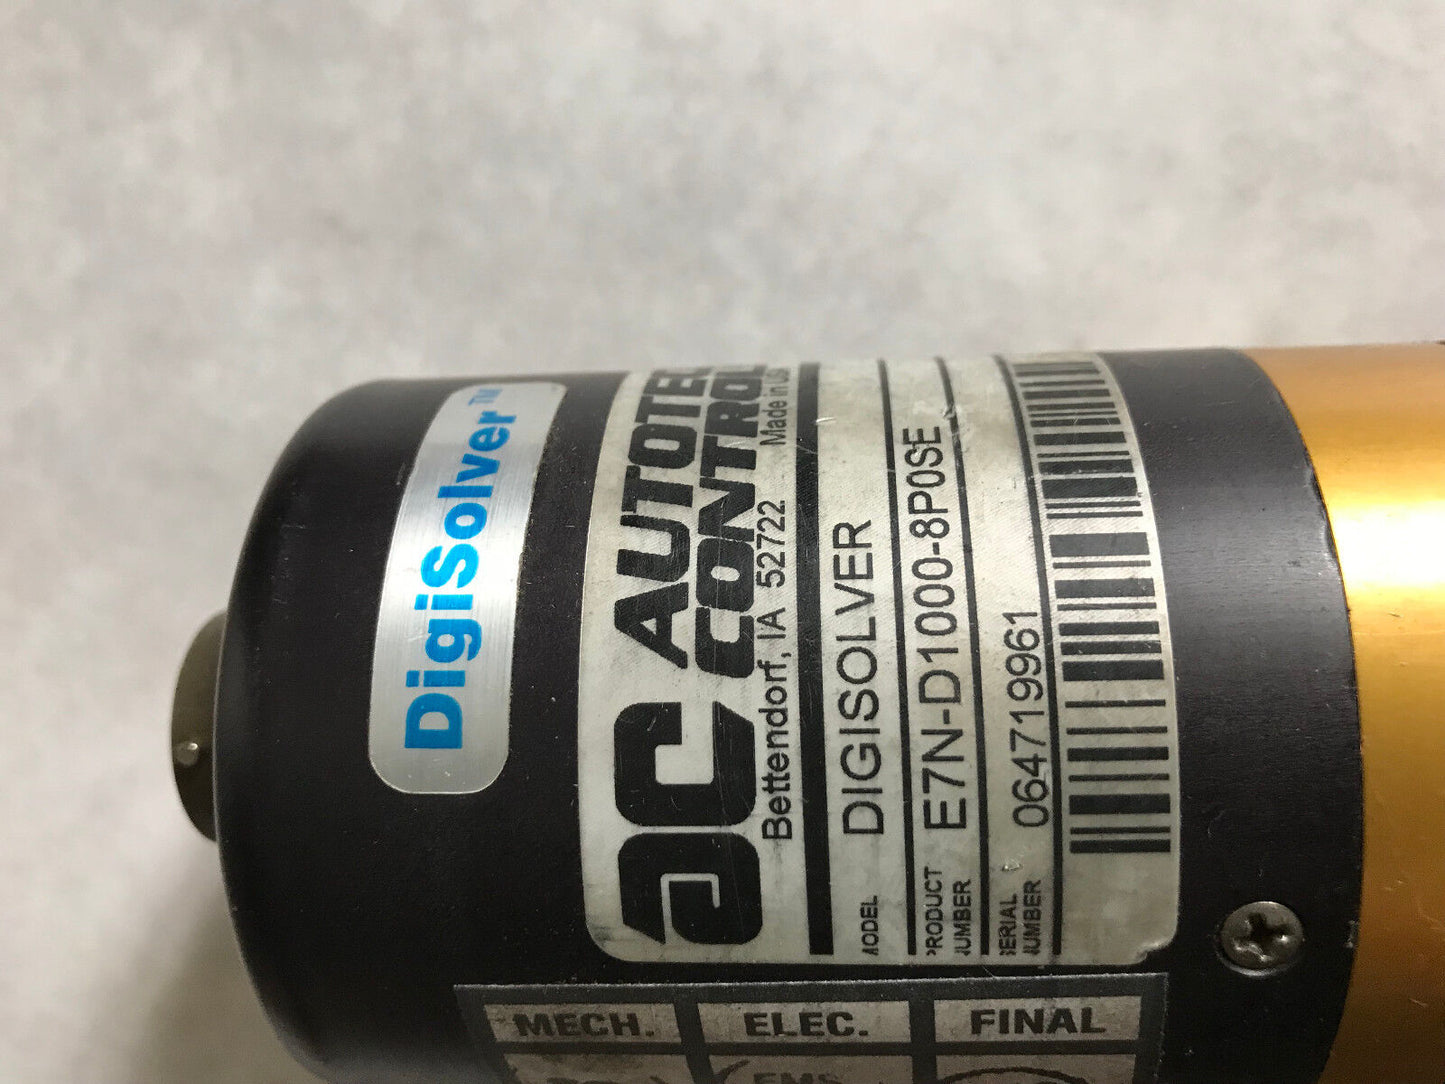 DigiSolver™
AUTOTE
CONTROL
Bettendorf, IA 52722 Made in
MODEL DIGISOLVER
PRODUCT NUMBER E7N-D1000-8P0SE
SERIAL NUMBER 064719961
MECH. ELEC. FINAL